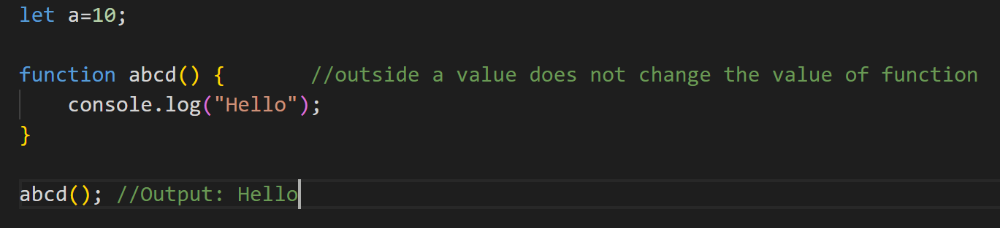 let a=10;
function abcd() {       //outside a value does not change the value of function
    console.log("Hello");
}
abcd(); //Output: Hello